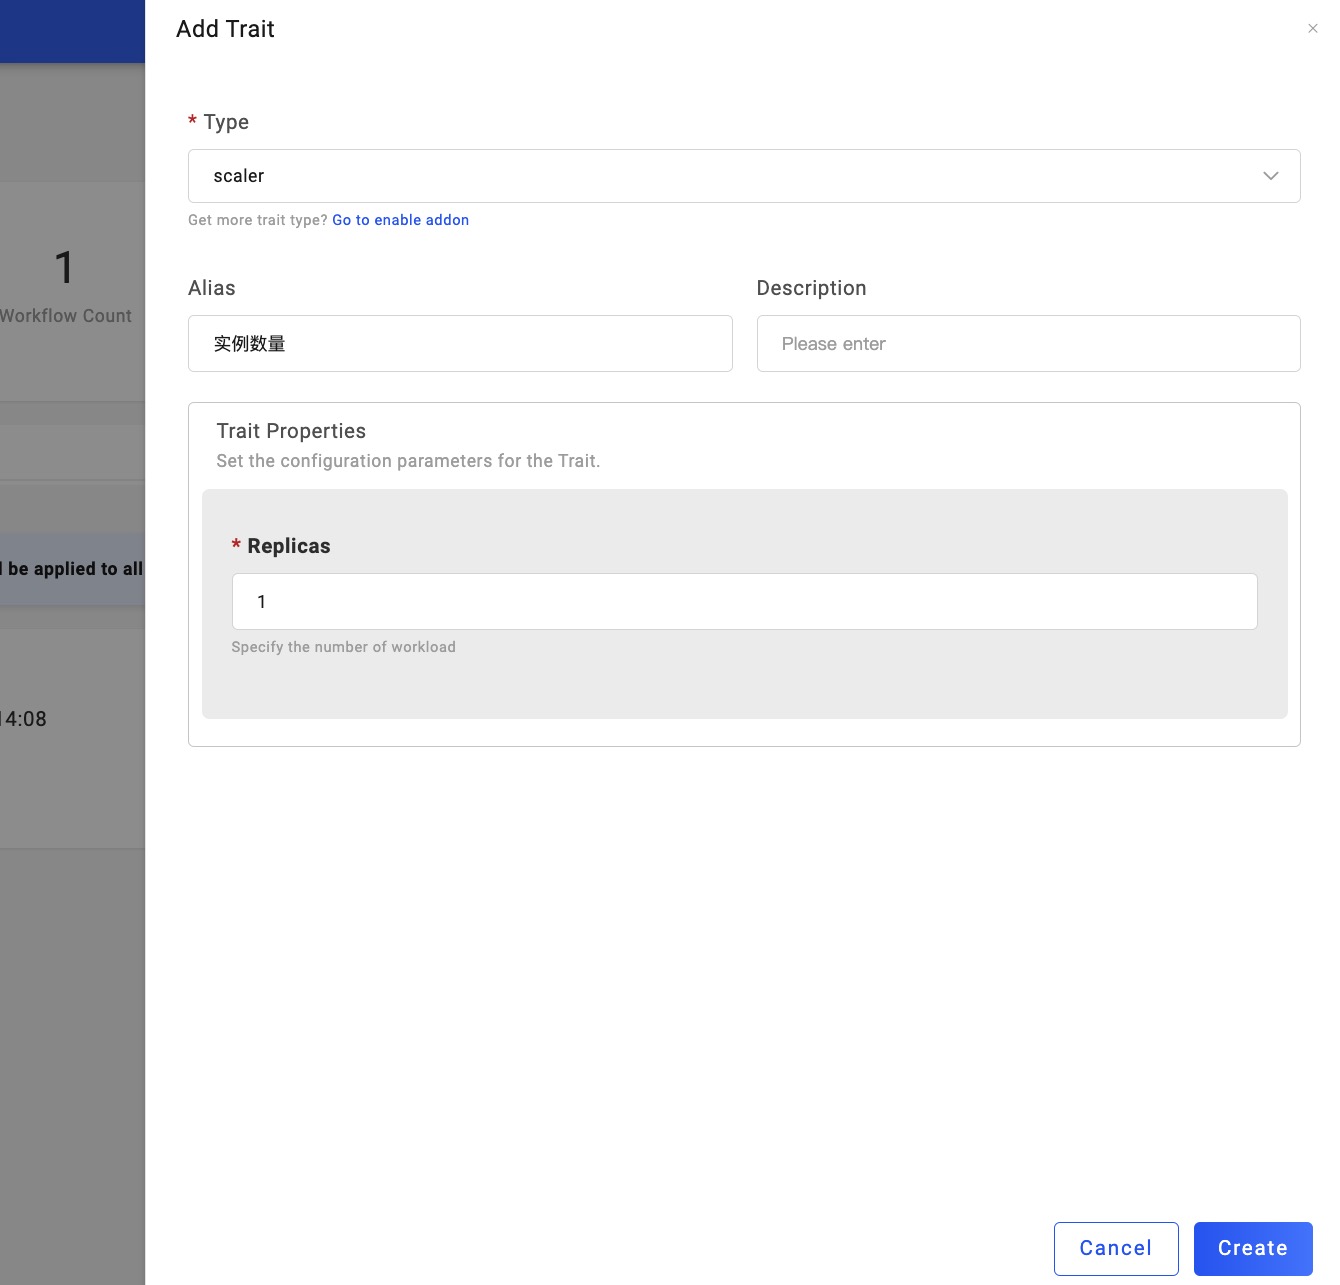 Add Trait
×
* Type
scaler
Get more trait type? Go to enable addon
1
Workflow Count
Alias
Description
实例数量
Please enter
Trait Properties
Set the configuration parameters for the Trait.
* Replicas
be applied to all
1
Specify the number of workload
14:08
Cancel
Create